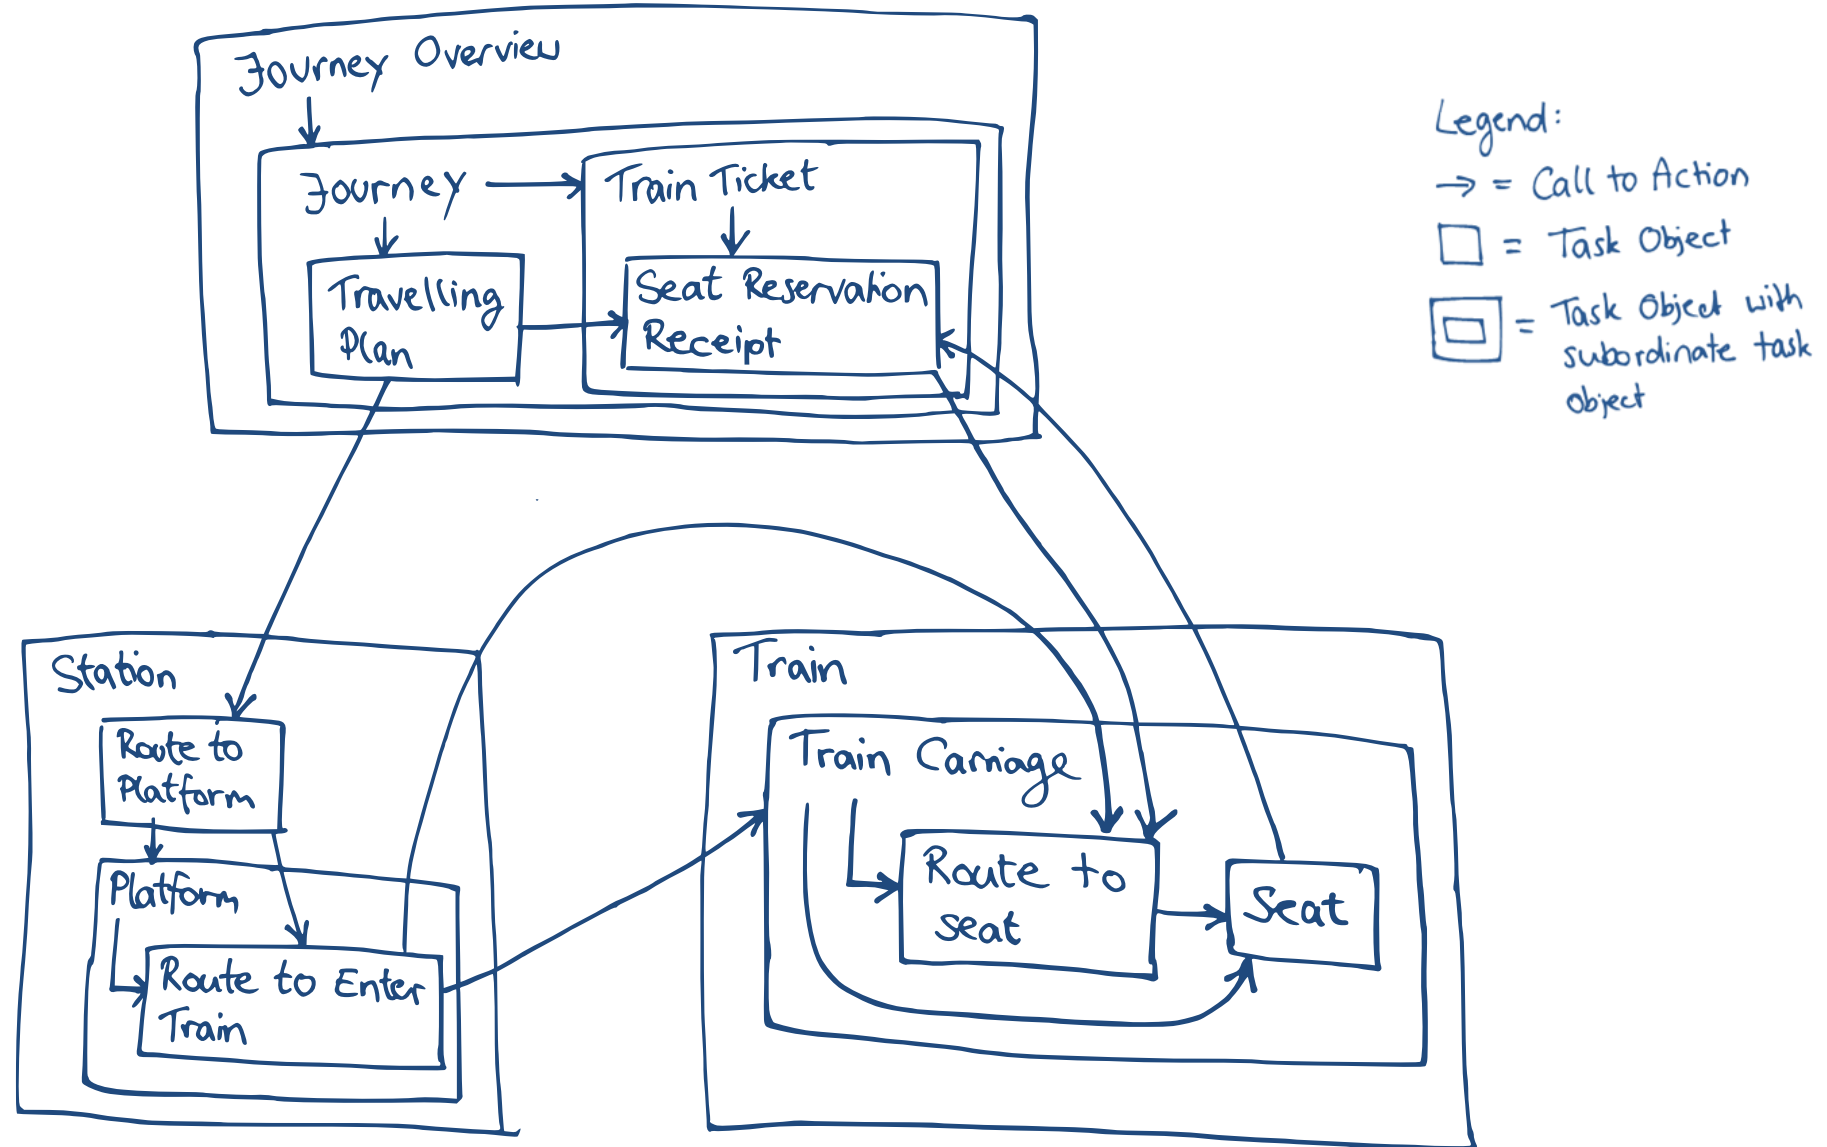 Journey Overview
Journey
Train Ticket
Travelling
Plan
Seat Reservation
Receipt
Legend:
→ = Call to Action
= Task Object
= Task Object with
subordinate task
object
Station
Route to
Platform
Platform
Route to Enter
Train
Train
Train Carriage
Route to
seat
Seat